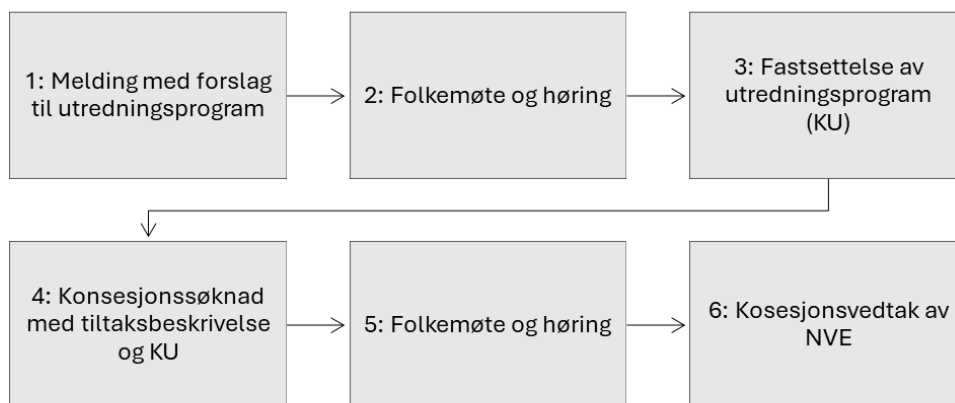 1: Melding med forslag
til utredningsprogram
2: Folkemøte og høring
3: Fastsettelse av
utredningsprogram
(KU)
4: Konsesjonssøknad
med tiltaksbeskrivelse
og KU
5: Folkemøte og høring
6: Kosesjonsvedtak av
NVE